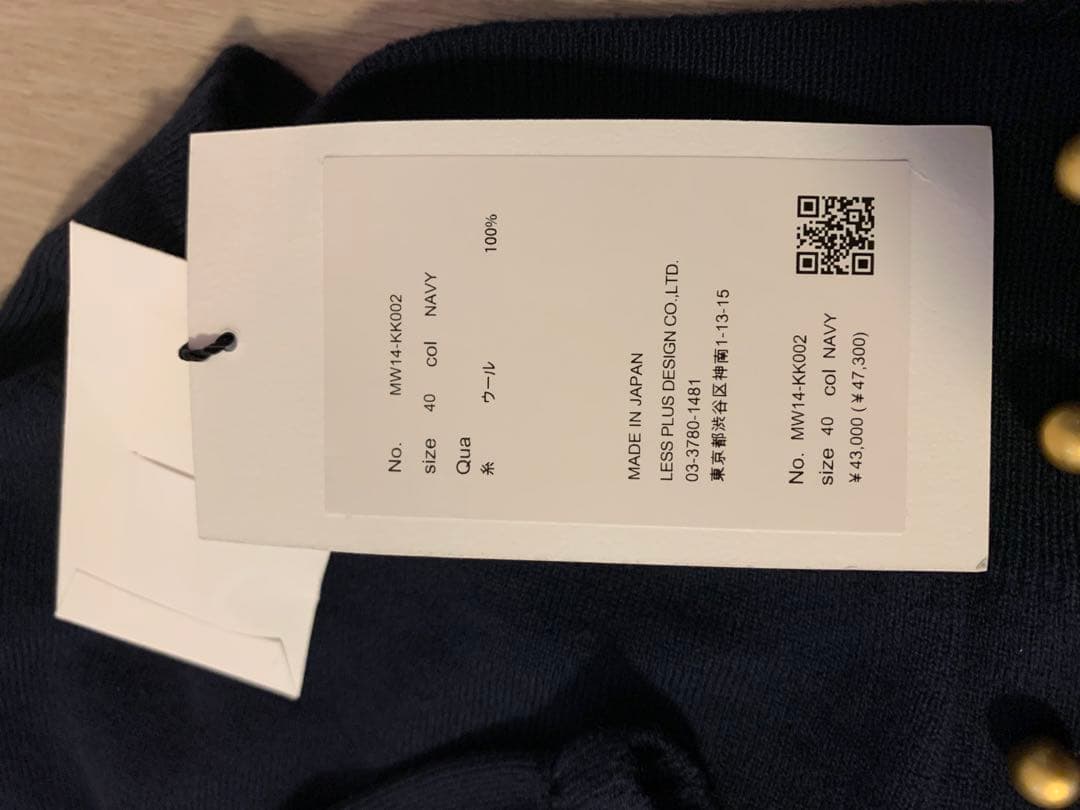 No. MW14-KK002
size 40 col NAVY
Qua
糸 ウール 100%
MADE IN JAPAN
LESS PLUS DESIGN CO.,LTD.
03-3780-1481
東京都渋谷区神南1-13-15
No. MW14-KK002
size 40 col NAVY
¥43,000 (¥47,300)